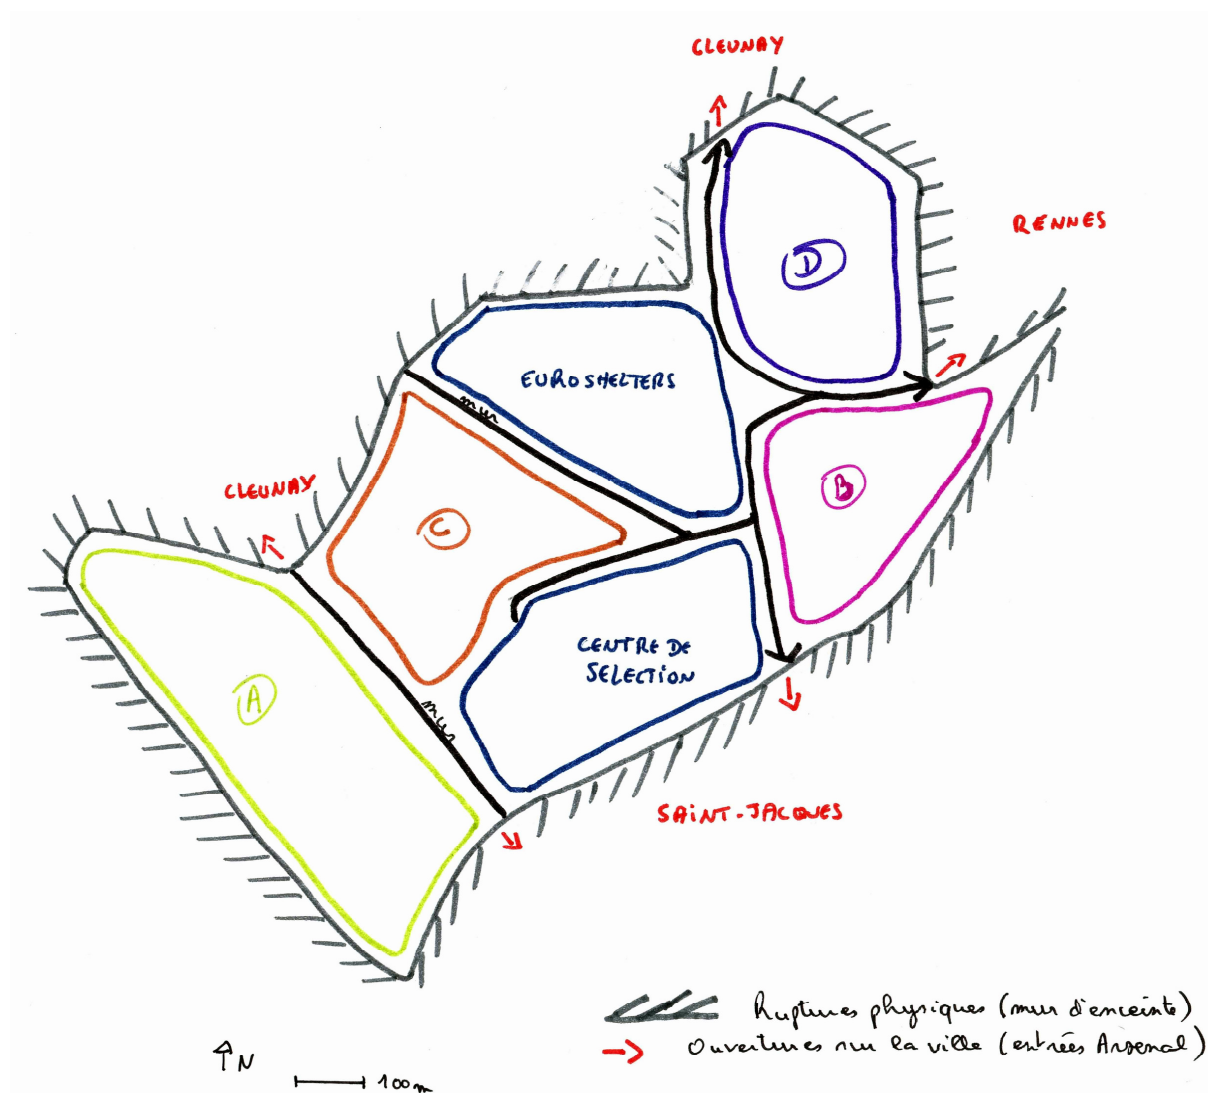 CLEUNAY
RENNES
D
EUROSHELTERS
mur
B
CLEUNAY
C
CENTRE DE
SELECTION
A
mur
SAINT-JACQUES
Ruptures physiques (mur d'enceinte)
Ouvertures sur la ville (entrées Arsenal)
N
100m